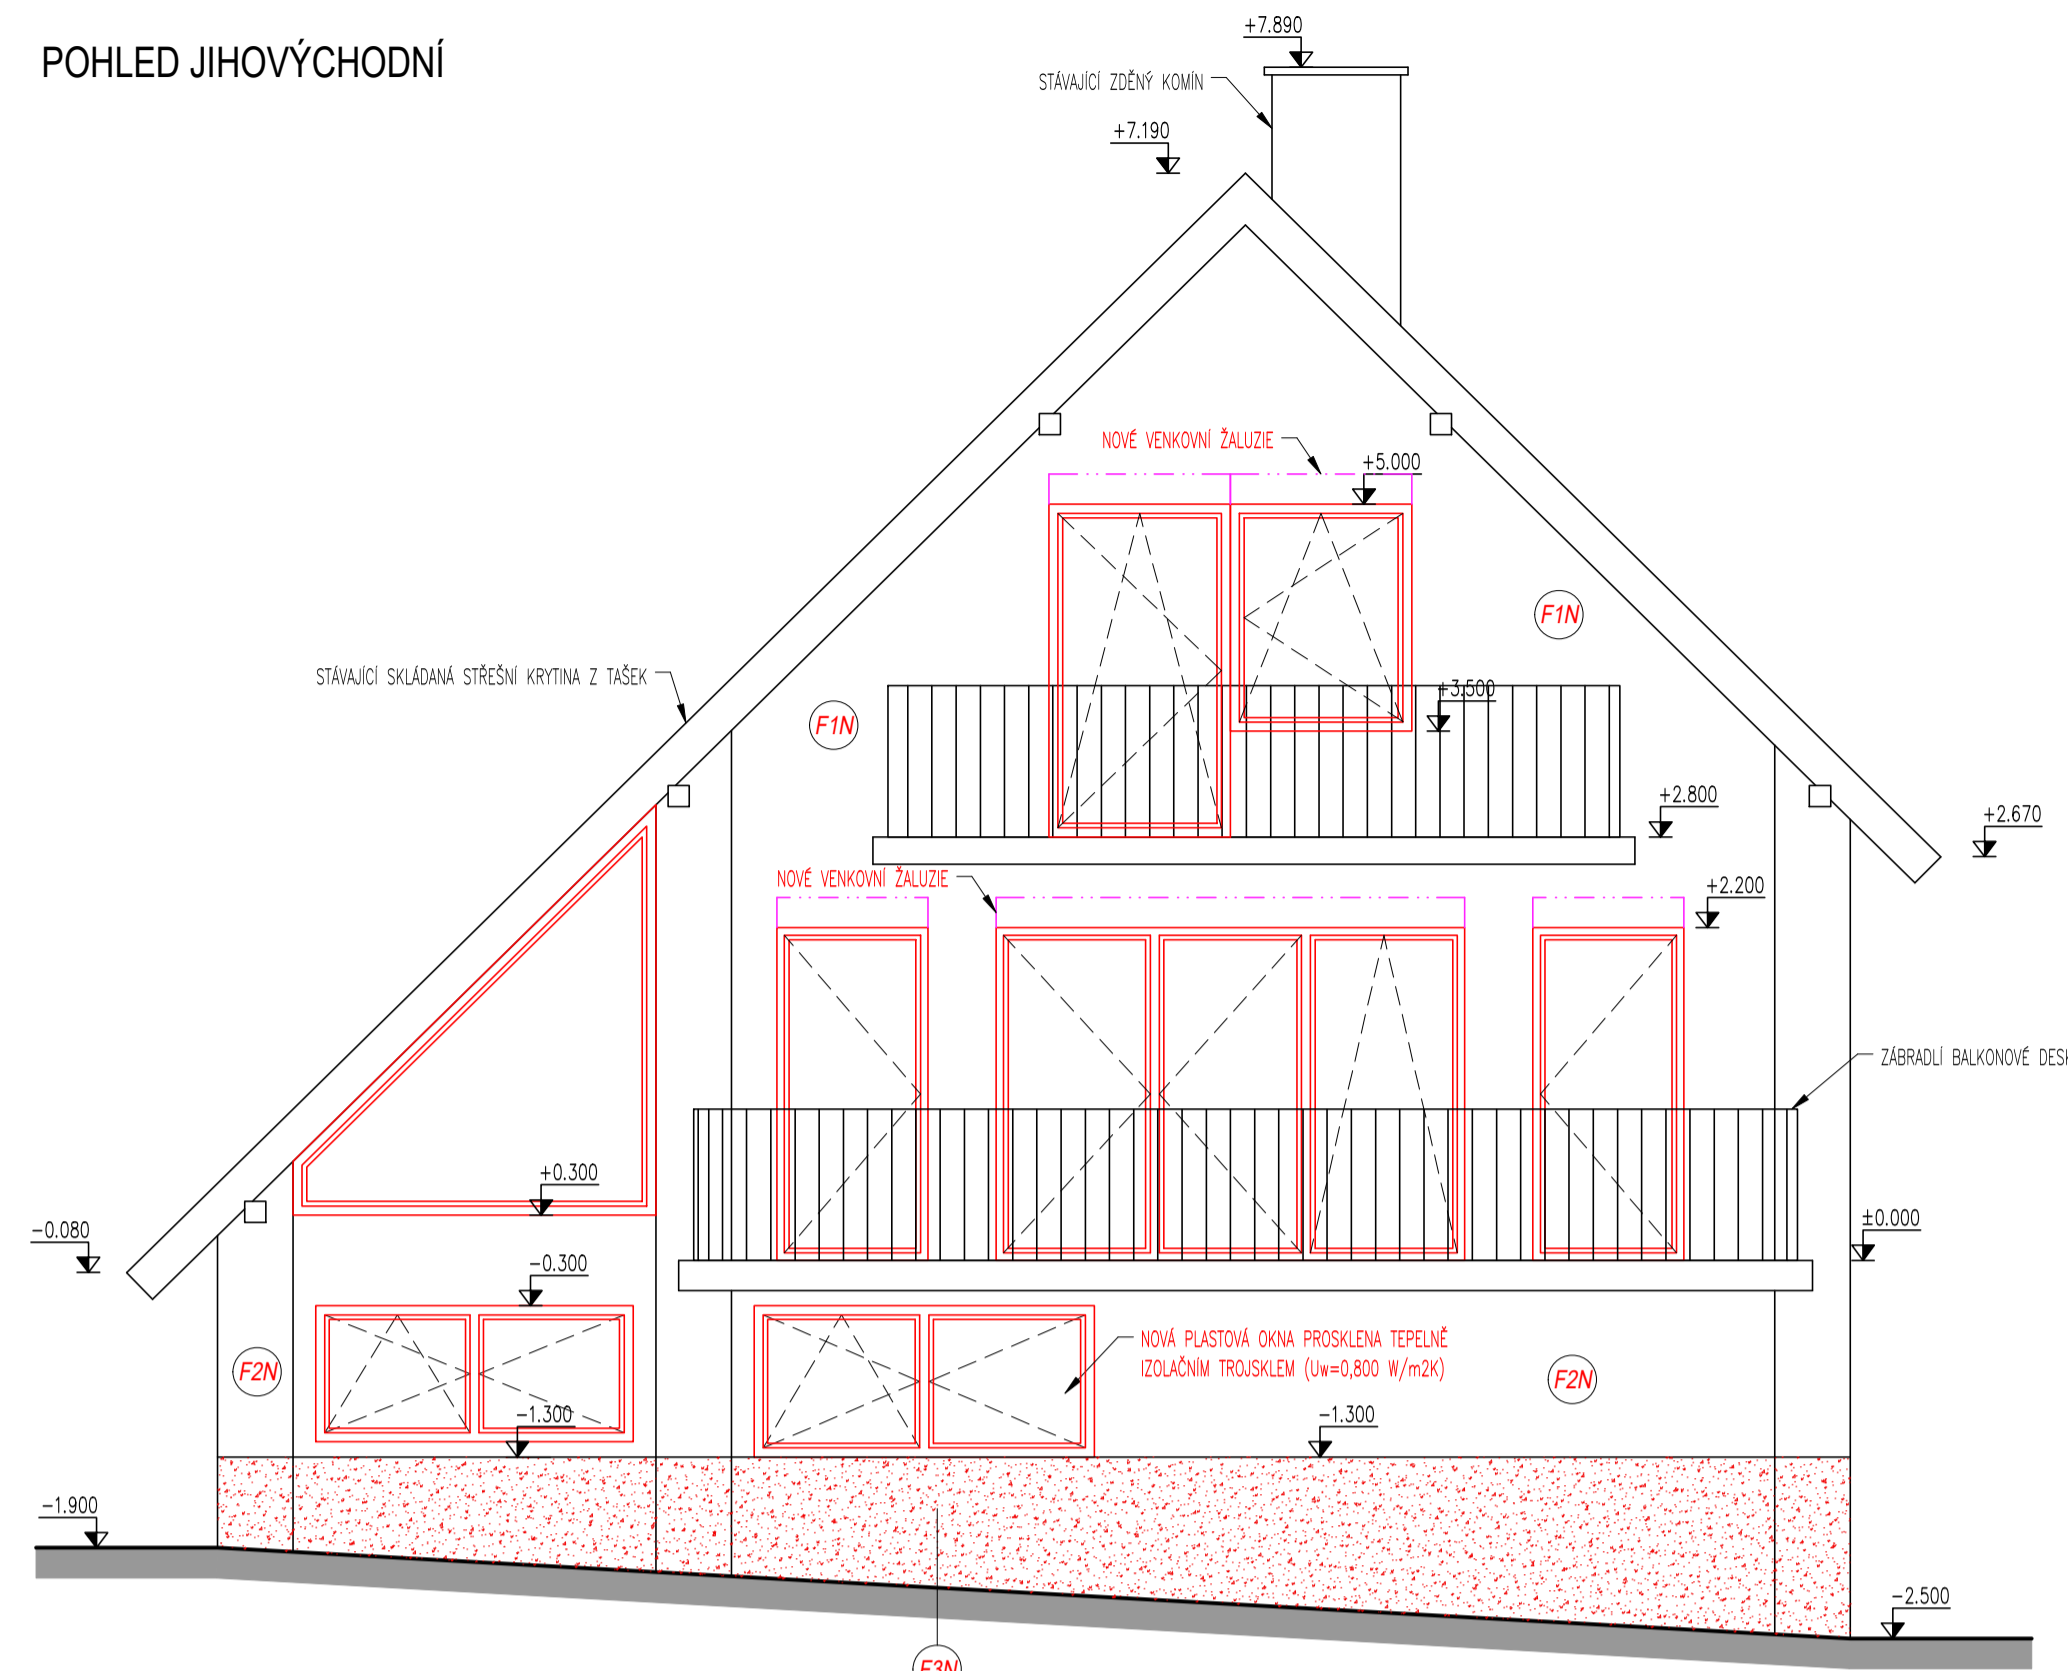 POHLED JIHOVÝCHODNÍ
+7.890
STÁVAJÍCÍ ZDĚNÝ KOMÍN
+7.190
NOVÉ VENKOVNÍ ŽALUZIE
+5.000
F1N
STÁVAJÍCÍ SKLÁDANÁ STŘEŠNÍ KRYTINA Z TAŠEK
+3.500
F1N
+2.800
+2.670
NOVÉ VENKOVNÍ ŽALUZIE
+2.200
ZÁBRADLÍ BALKONOVÉ DESK
+0.300
-0.080
±0.000
-0.300
NOVÁ PLASTOVÁ OKNA PROSKLENA TEPELNĚ
IZOLAČNÍM TROJSKLEM (Uw=0,800 W/m2K)
F2N
F2N
-1.300
-1.300
-1.900
-2.500
F3N